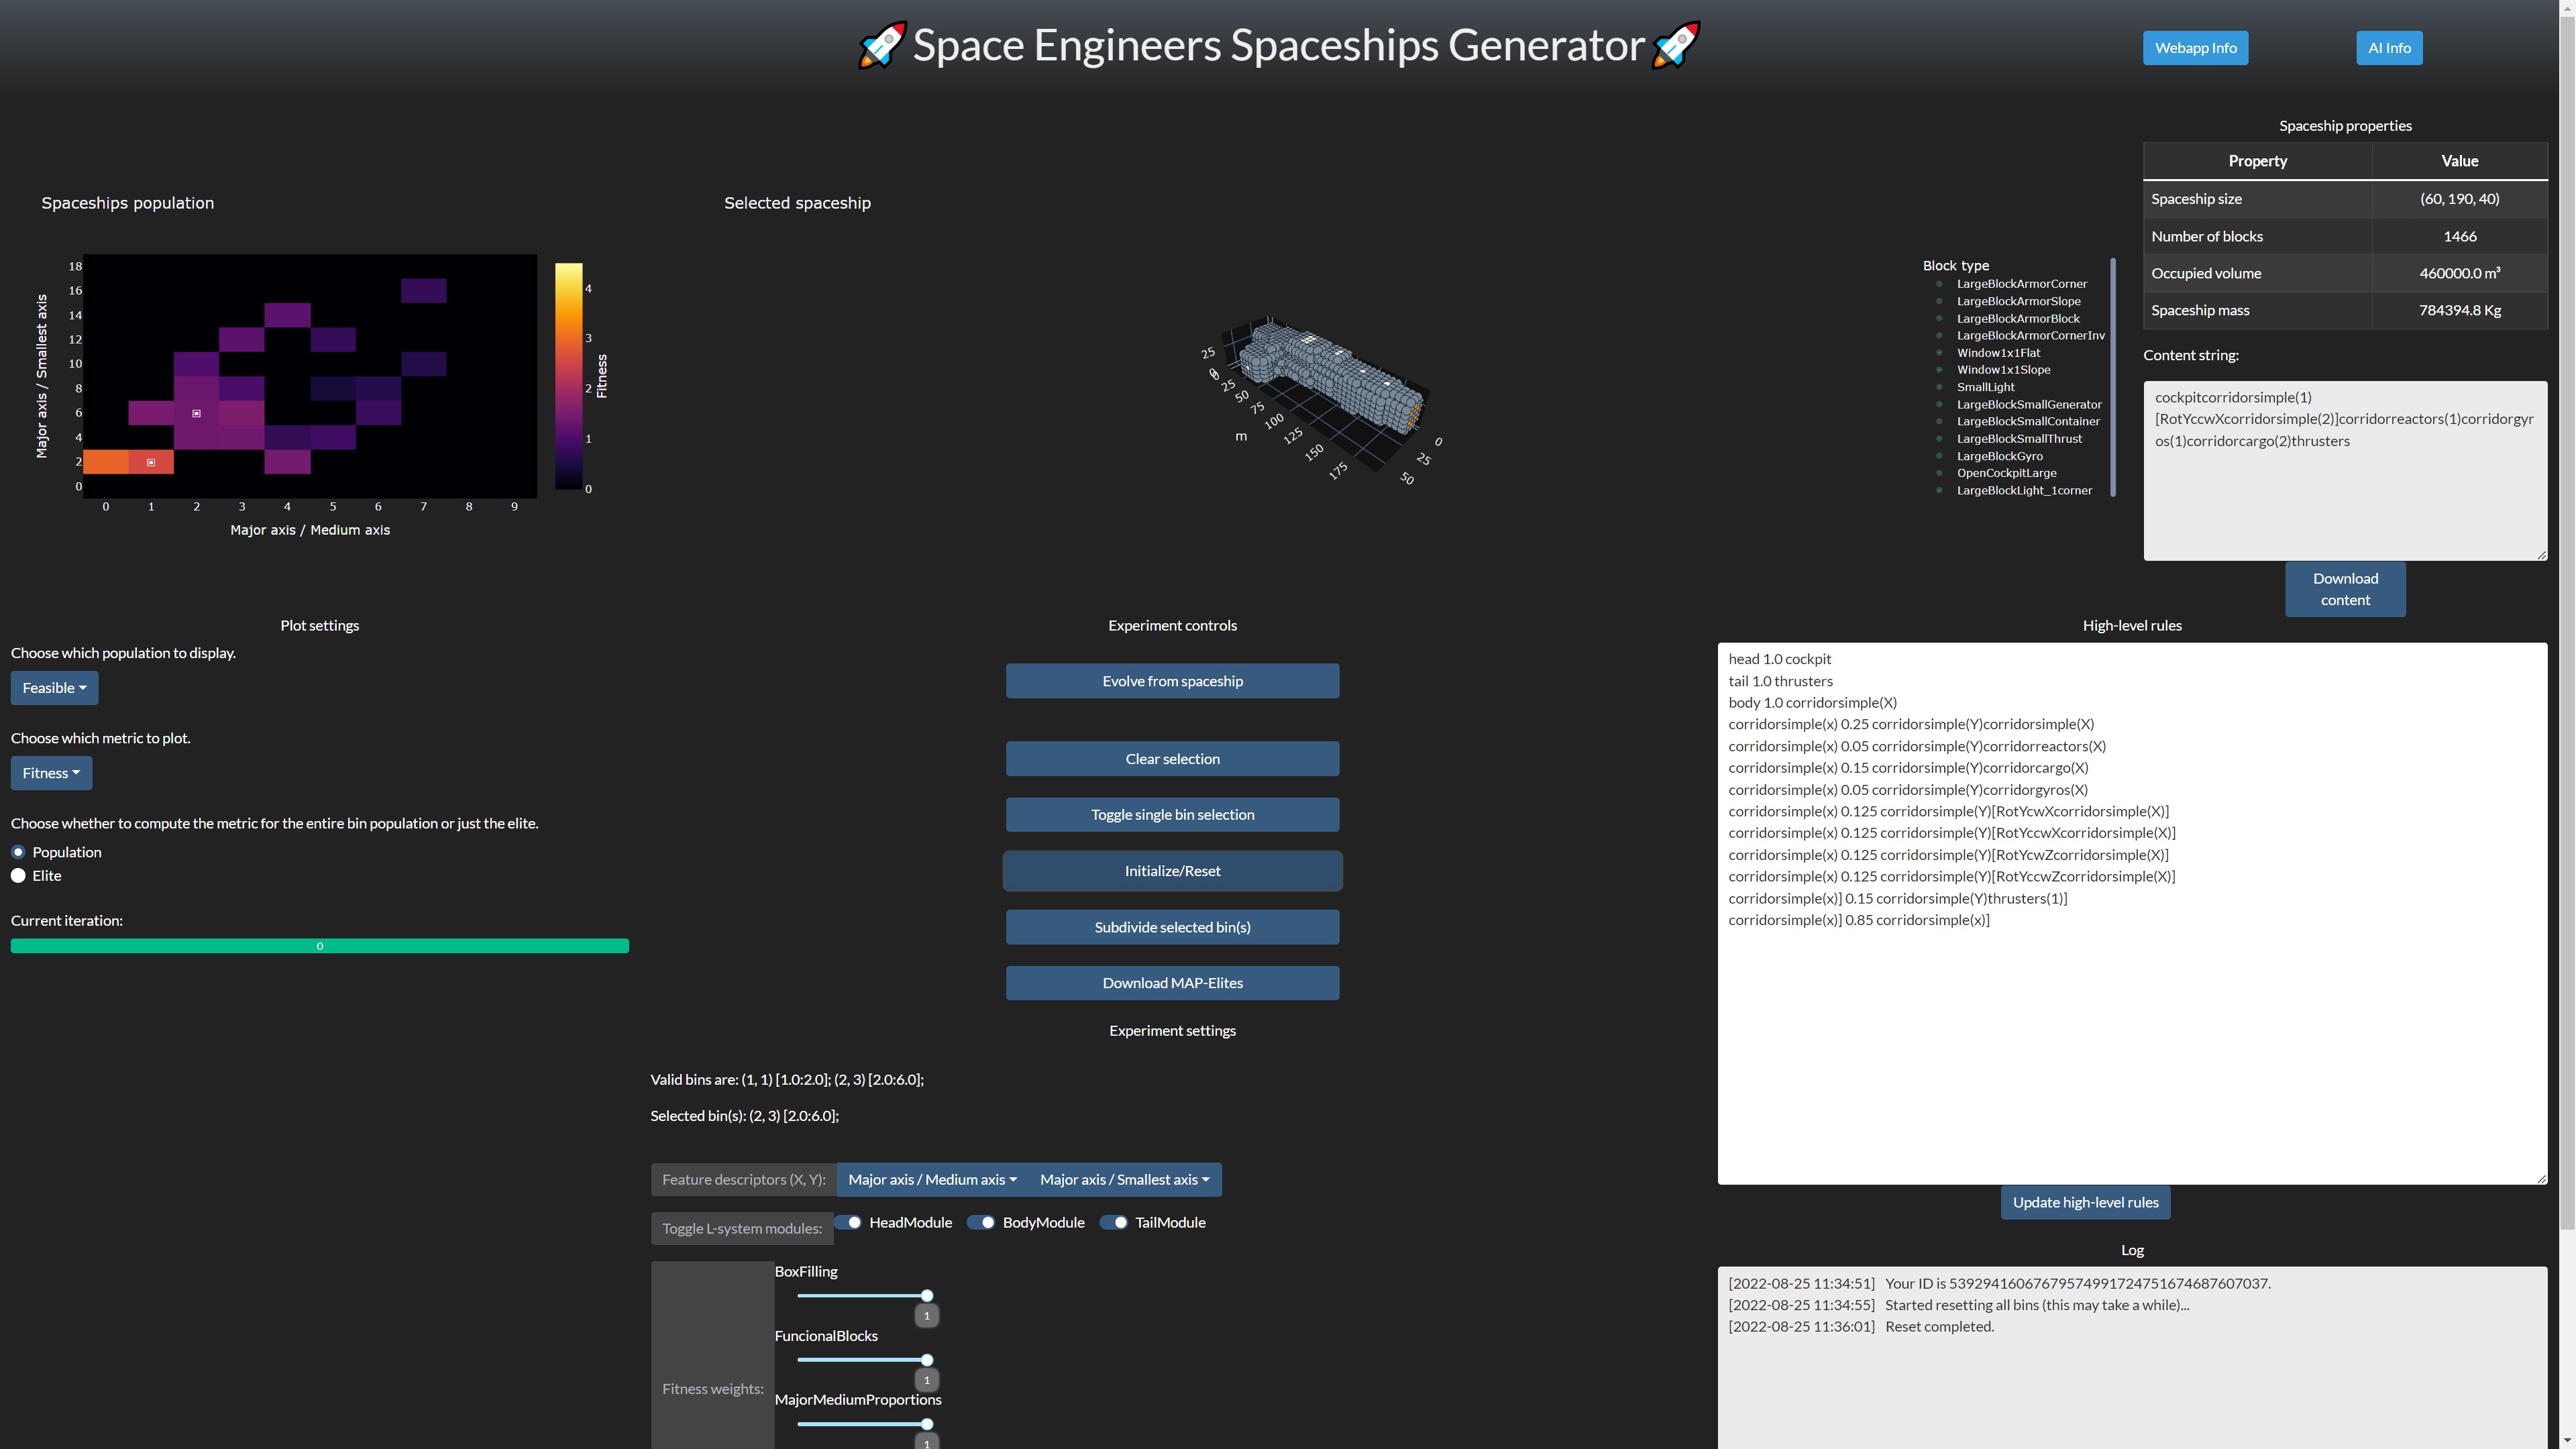 🚀Space Engineers Spaceships Generator🚀
Webapp Info
AI Info
Spaceships population
18
16
14
12
10
8
6
4
2
0
Major axis / Smallest axis
0 1 2 3 4 5 6 7 8 9
Major axis / Medium axis
4
3
2
1
0
Fitness
Selected spaceship
25
0
0
25
50
75
100
125
150
175
m
0
25
50
Block type
LargeBlockArmorCorner
LargeBlockArmorSlope
LargeBlockArmorBlock
LargeBlockArmorCornerInv
Window1x1Flat
Window1x1Slope
SmallLight
LargeBlockSmallGenerator
LargeBlockSmallContainer
LargeBlockSmallThrust
LargeBlockGyro
OpenCockpitLarge
LargeBlockLight_1corner
Spaceship properties
Property Value
Spaceship size (60, 190, 40)
Number of blocks 1466
Occupied volume 460000.0 m³
Spaceship mass 784394.8 Kg
Content string:
cockpitcorridorsimple(1)
[RotYccwXcorridorsimple(2)]corridorreactors(1)corridorgyr
os(1)corridorcargo(2)thrusters
Download
content
Plot settings
Choose which population to display.
Feasible
Choose which metric to plot.
Fitness
Choose whether to compute the metric for the entire bin population or just the elite.
Population
Elite
Current iteration:
0
Experiment controls
Evolve from spaceship
Clear selection
Toggle single bin selection
Initialize/Reset
Subdivide selected bin(s)
Download MAP-Elites
Experiment settings
Valid bins are: (1, 1) [1.0:2.0]; (2, 3) [2.0:6.0];
Selected bin(s): (2, 3) [2.0:6.0];
Feature descriptors (X, Y): Major axis / Medium axis Major axis / Smallest axis
Toggle L-system modules: HeadModule BodyModule TailModule
Fitness weights:
BoxFilling
1
FuncionalBlocks
1
MajorMediumProportions
1
High-level rules
head 1.0 cockpit
tail 1.0 thrusters
body 1.0 corridorsimple(X)
corridorsimple(x) 0.25 corridorsimple(Y)corridorsimple(X)
corridorsimple(x) 0.05 corridorsimple(Y)corridorreactors(X)
corridorsimple(x) 0.15 corridorsimple(Y)corridorcargo(X)
corridorsimple(x) 0.05 corridorsimple(Y)corridorgyros(X)
corridorsimple(x) 0.125 corridorsimple(Y)[RotYcwXcorridorsimple(X)]
corridorsimple(x) 0.125 corridorsimple(Y)[RotYccwXcorridorsimple(X)]
corridorsimple(x) 0.125 corridorsimple(Y)[RotYcwZcorridorsimple(X)]
corridorsimple(x) 0.125 corridorsimple(Y)[RotYccwZcorridorsimple(X)]
corridorsimple(x)] 0.15 corridorsimple(Y)thrusters(1)]
corridorsimple(x)] 0.85 corridorsimple(x)]
Update high-level rules
Log
[2022-08-25 11:34:51] Your ID is 539294160676795749917247516746876070​37.
[2022-08-25 11:34:55] Started resetting all bins (this may take a while)...
[2022-08-25 11:36:01] Reset completed.